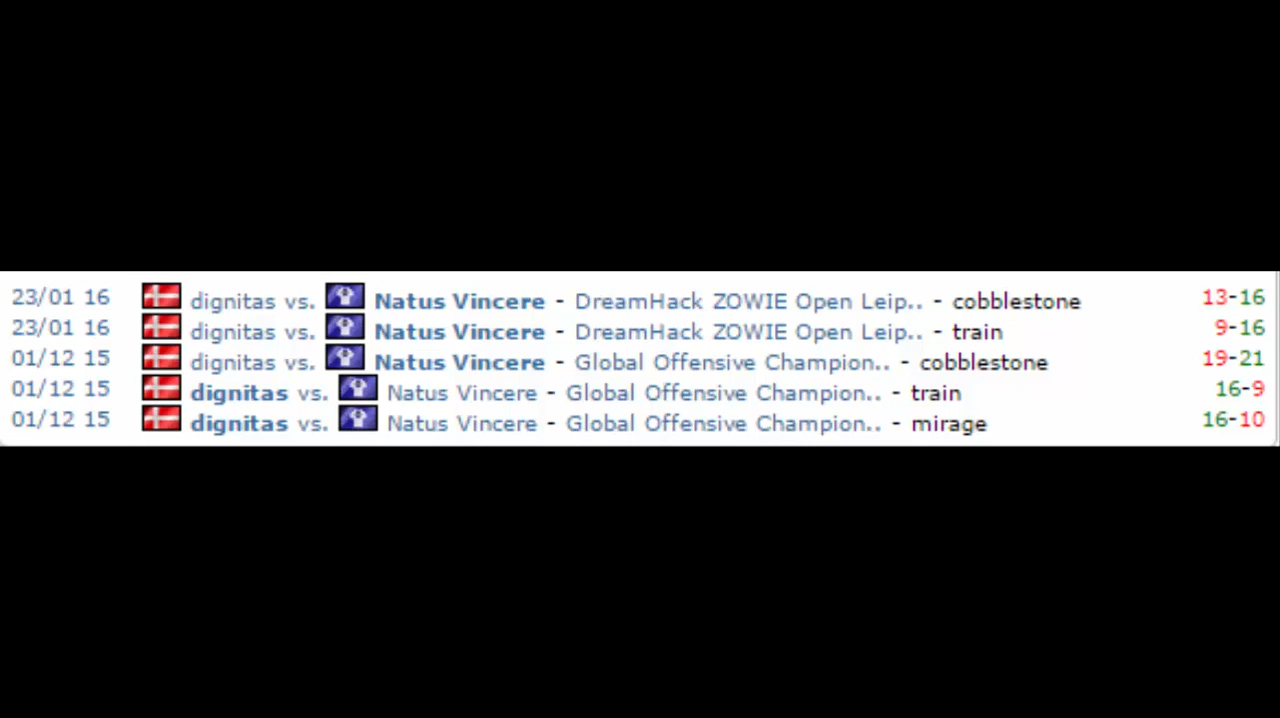 23/01 16 dignitas vs. Natus Vincere - DreamHack ZOWIE Open Leip.. - cobblestone 13-16
23/01 16 dignitas vs. Natus Vincere - DreamHack ZOWIE Open Leip.. - train 9-16
01/12 15 dignitas vs. Natus Vincere - Global Offensive Champion.. - cobblestone 19-21
01/12 15 dignitas vs. Natus Vincere - Global Offensive Champion.. - train 16-9
01/12 15 dignitas vs. Natus Vincere - Global Offensive Champion.. - mirage 16-10